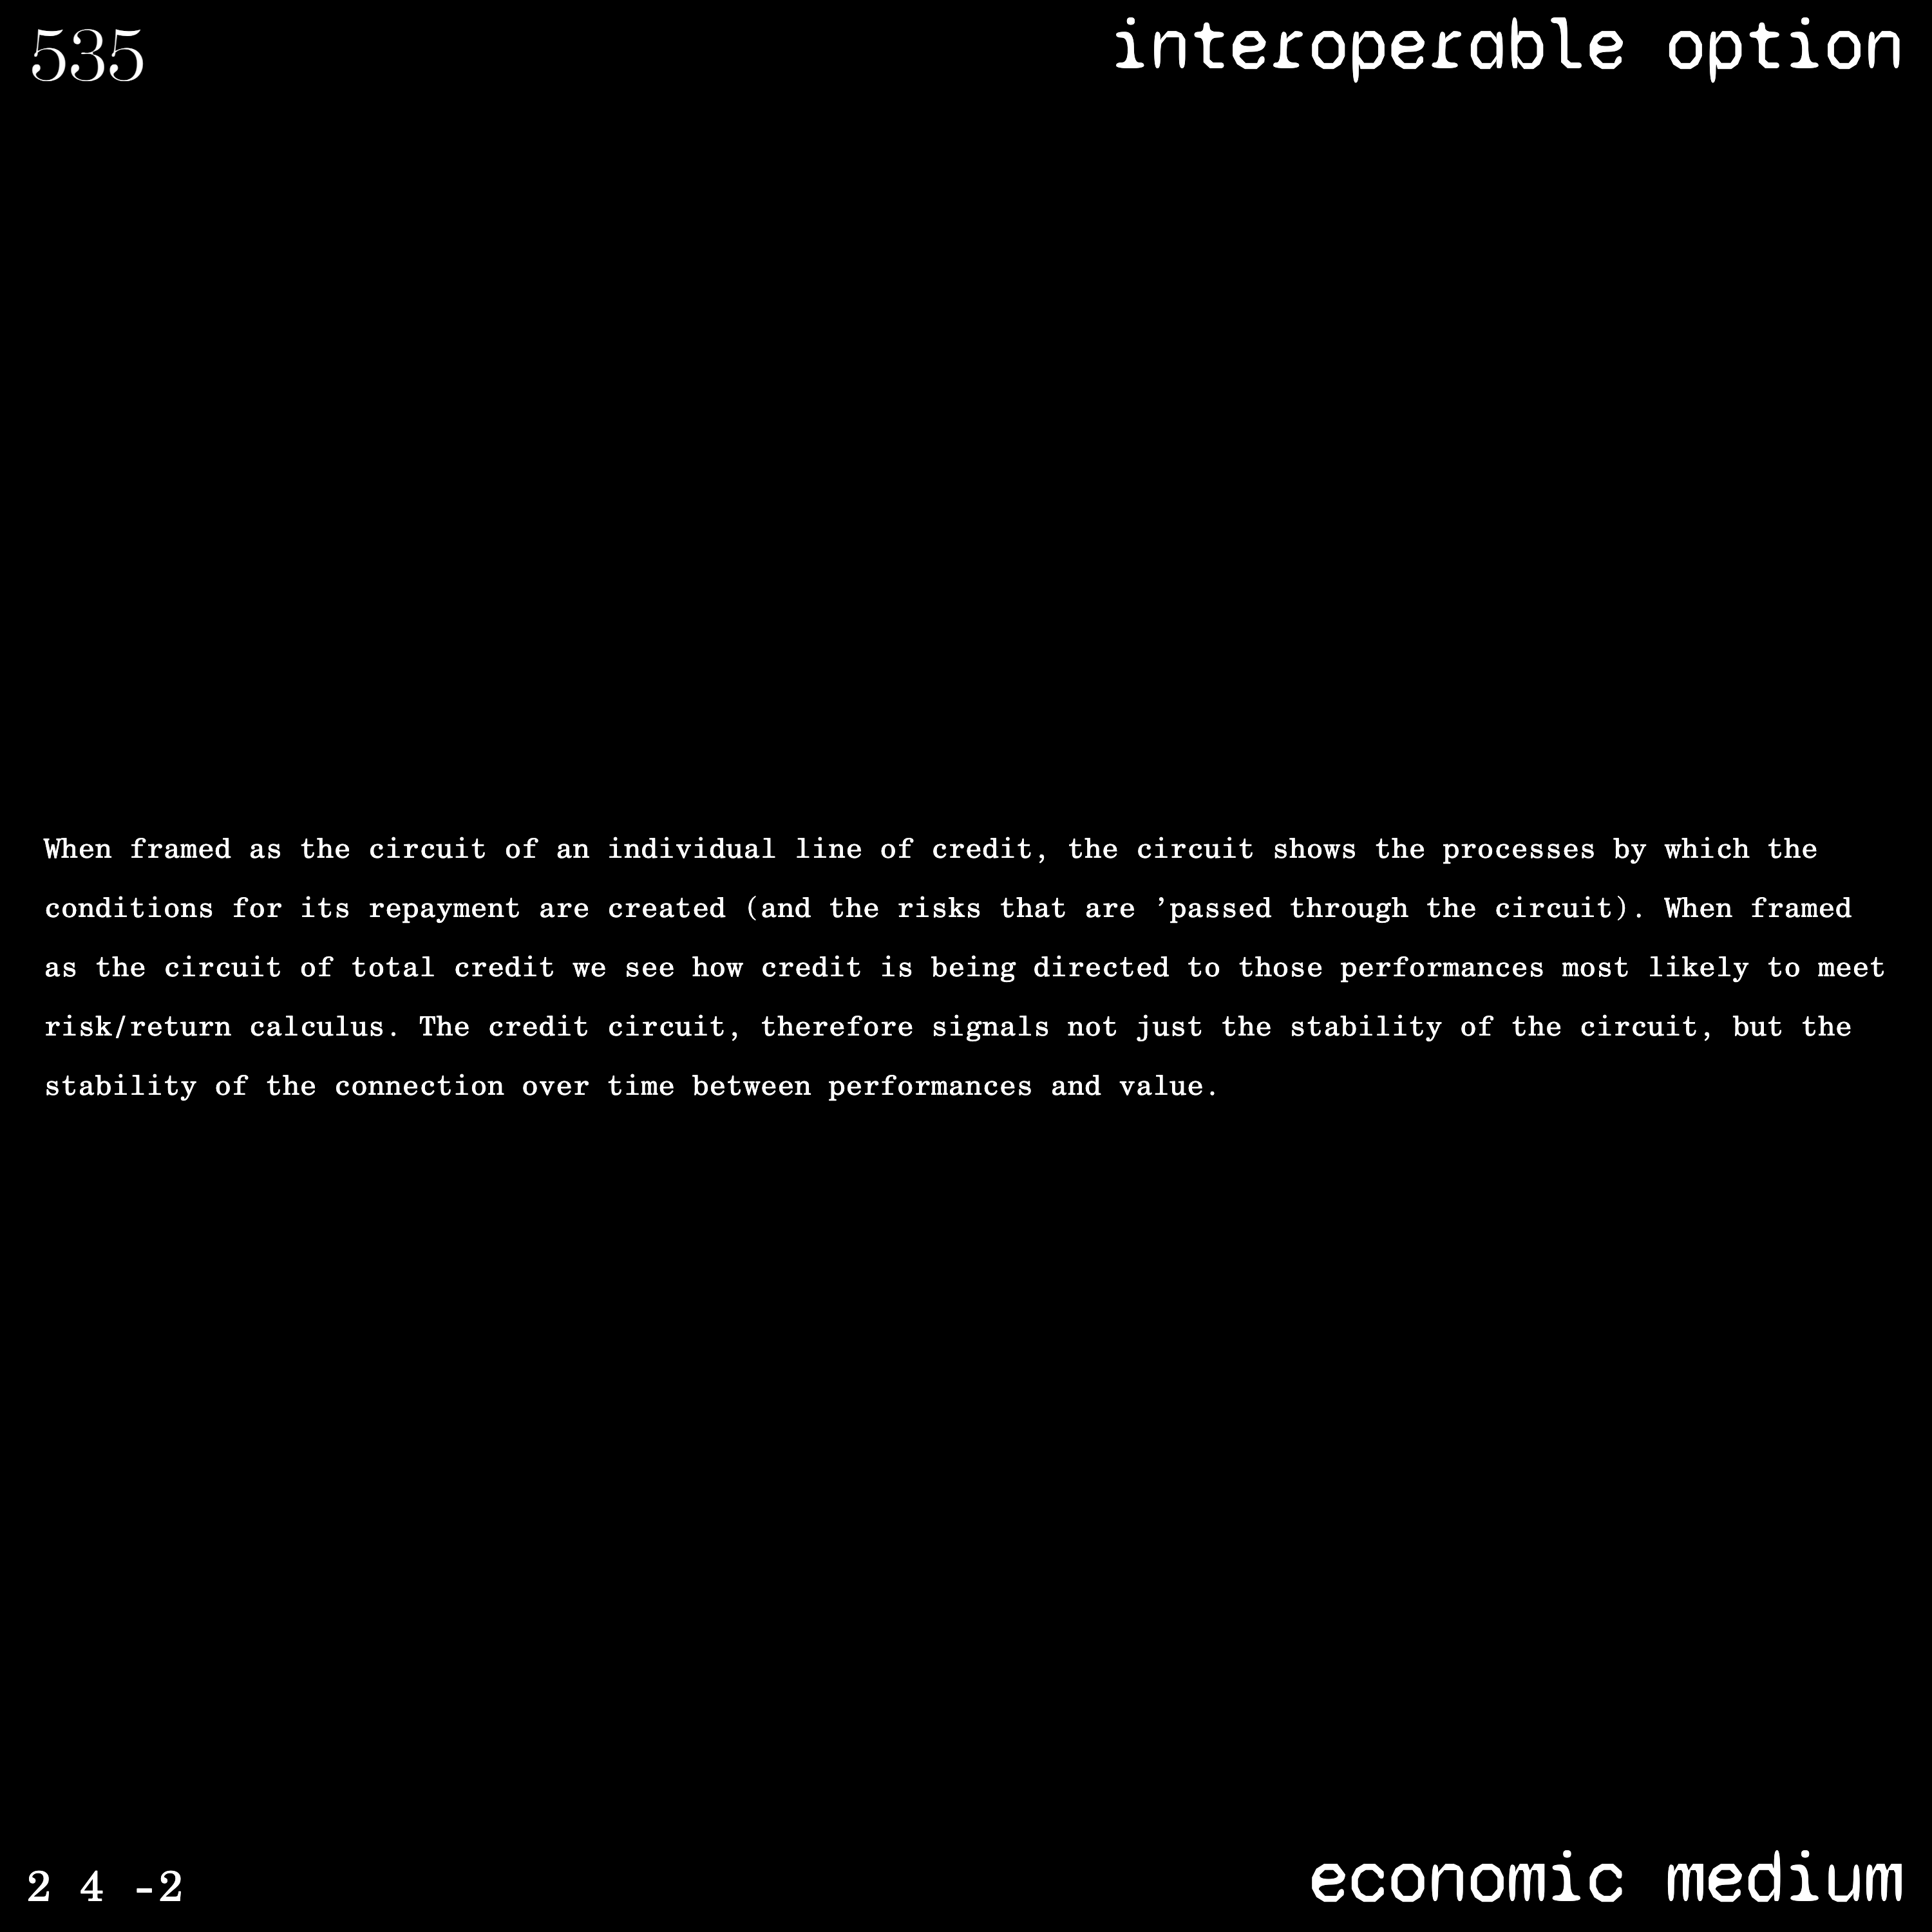 535
interoperable option
When framed as the circuit of an individual line of credit, the circuit shows the processes by which the
conditions for its repayment are created (and the risks that are ’passed through the circuit). When framed
as the circuit of total credit we see how credit is being directed to those performances most likely to meet
risk/return calculus. The credit circuit, therefore signals not just the stability of the circuit, but the
stability of the connection over time between performances and value.
2 4 -2
economic medium